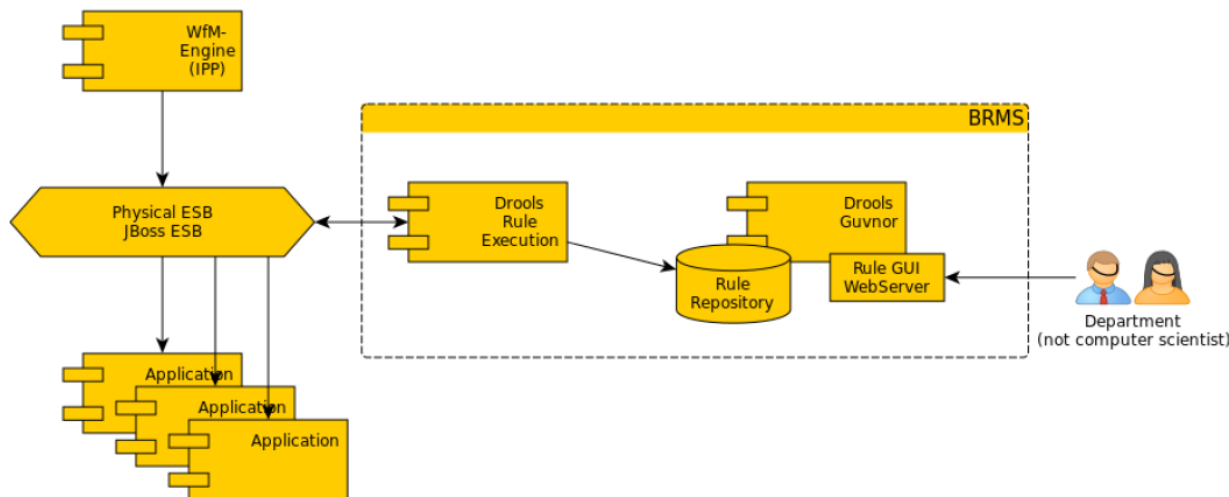 WfM-
Engine
(IPP)
BRMS
Physical ESB
JBoss ESB
Drools
Rule
Execution
Drools
Guvnor
Rule GUI
WebServer
Rule
Repository
Department
(not computer scientist)
Application
Application
Application